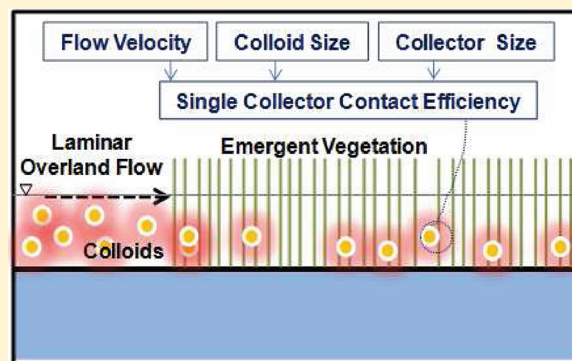 Flow Velocity
Colloid Size
Collector Size
Single Collector Contact Efficiency
Laminar
Overland Flow
Emergent Vegetation
Colloids